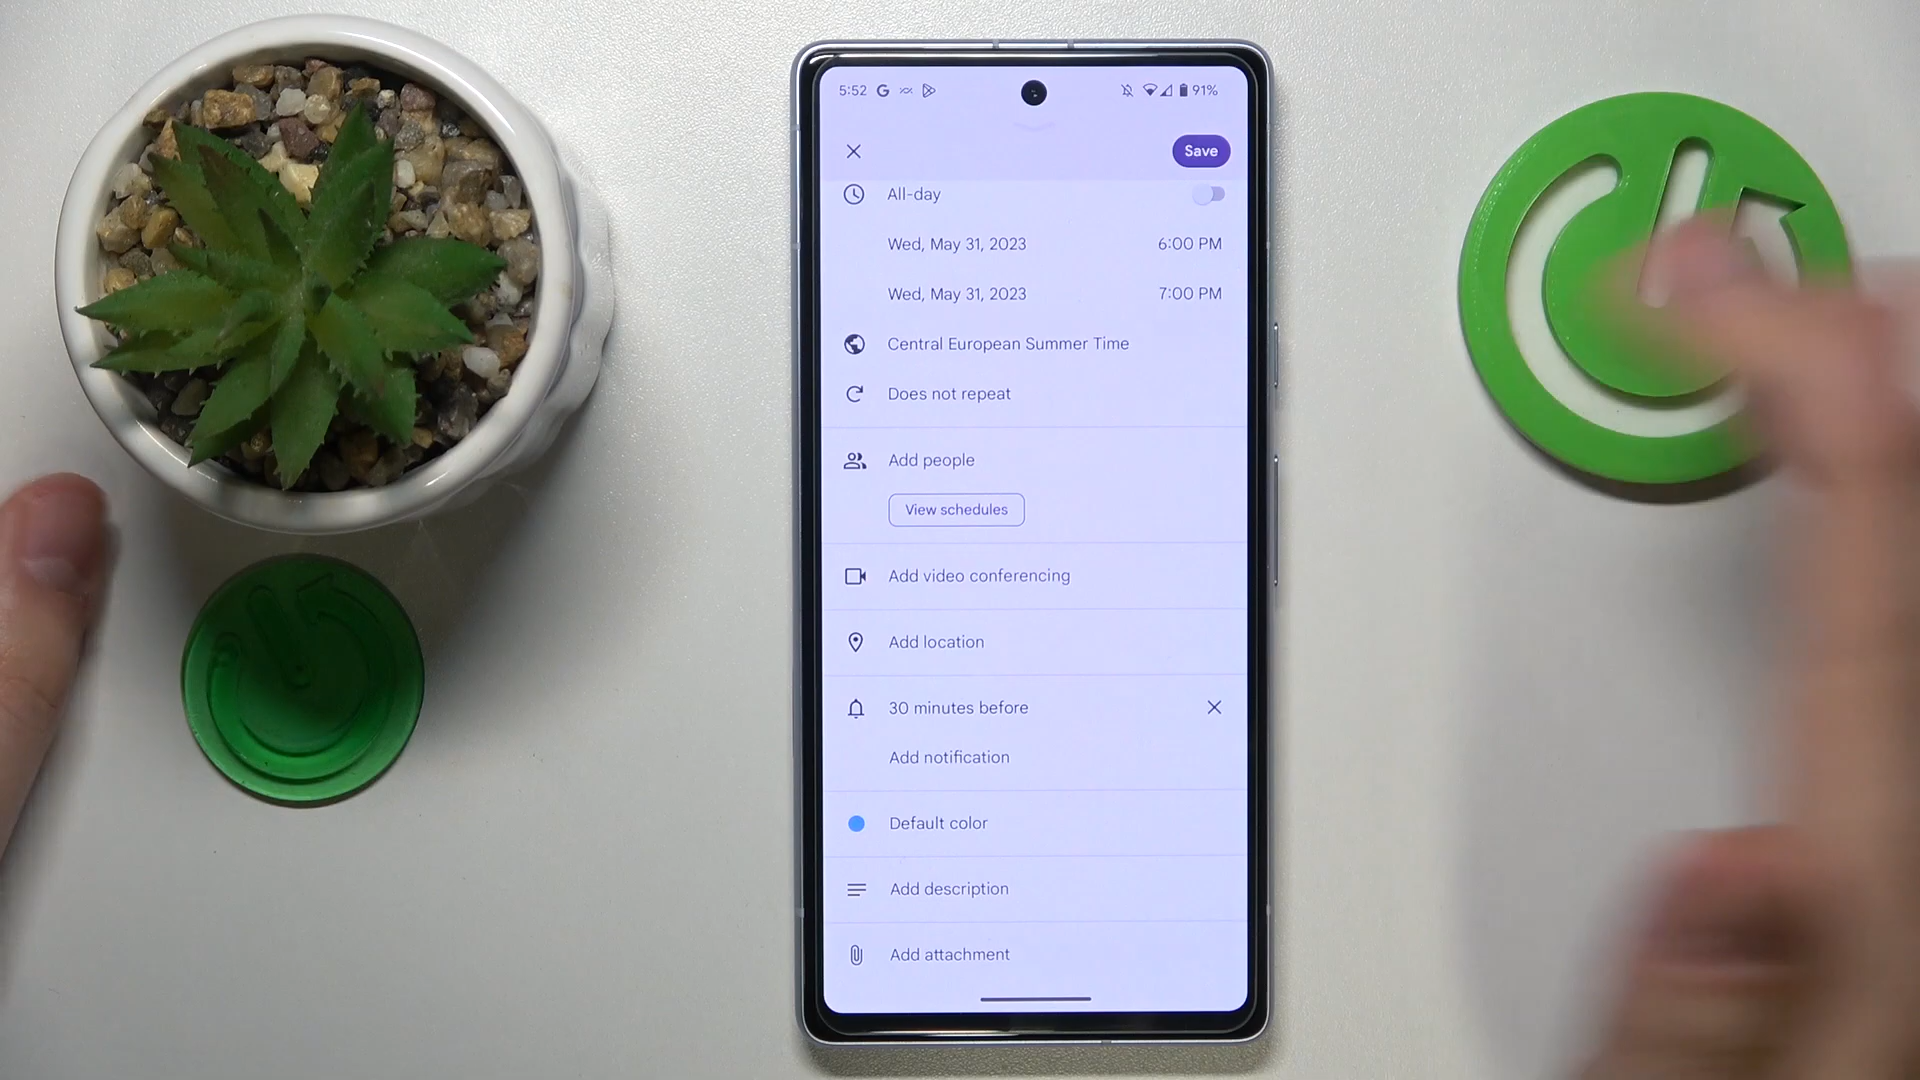 5:52 91%
Save
All-day
Wed, May 31, 2023 6:00 PM
Wed, May 31, 2023 7:00 PM
Central European Summer Time
Does not repeat
Add people
View schedules
Add video conferencing
Add location
30 minutes before
Add notification
Default color
Add description
Add attachment